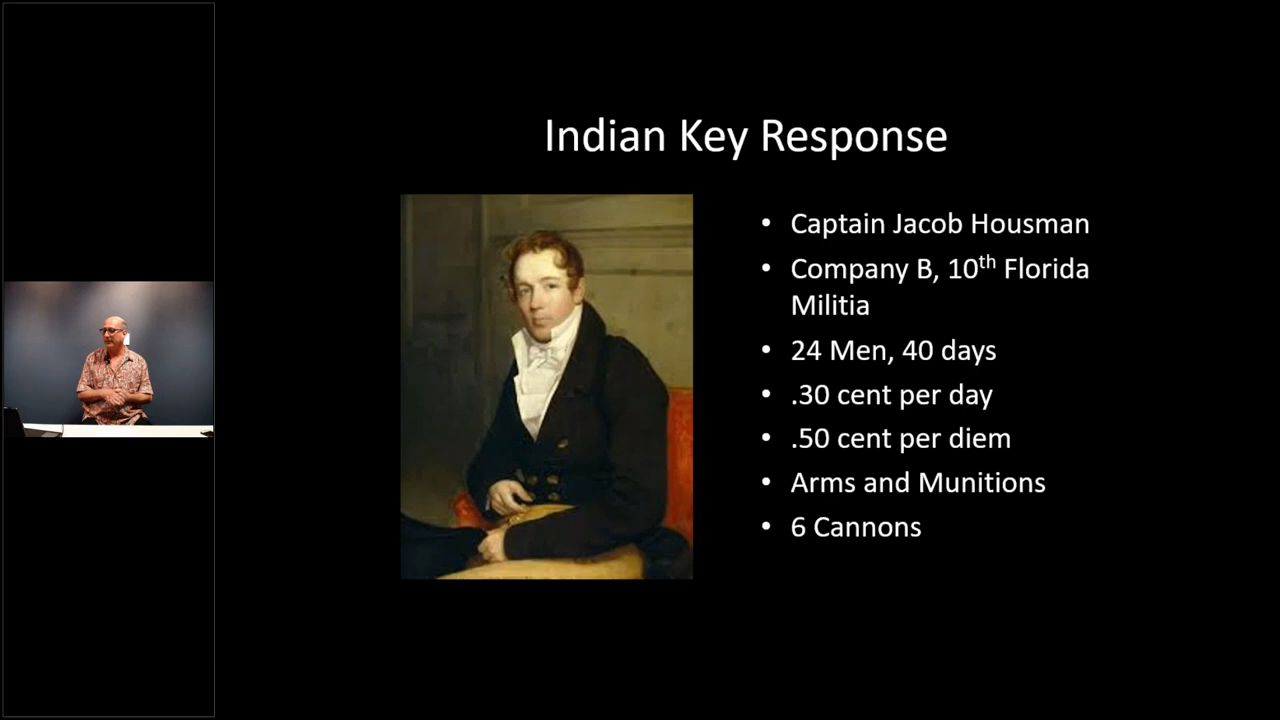 Indian Key Response
• Captain Jacob Housman
• Company B, 10th Florida
Militia
• 24 Men, 40 days
• .30 cent per day
• .50 cent per diem
• Arms and Munitions
• 6 Cannons